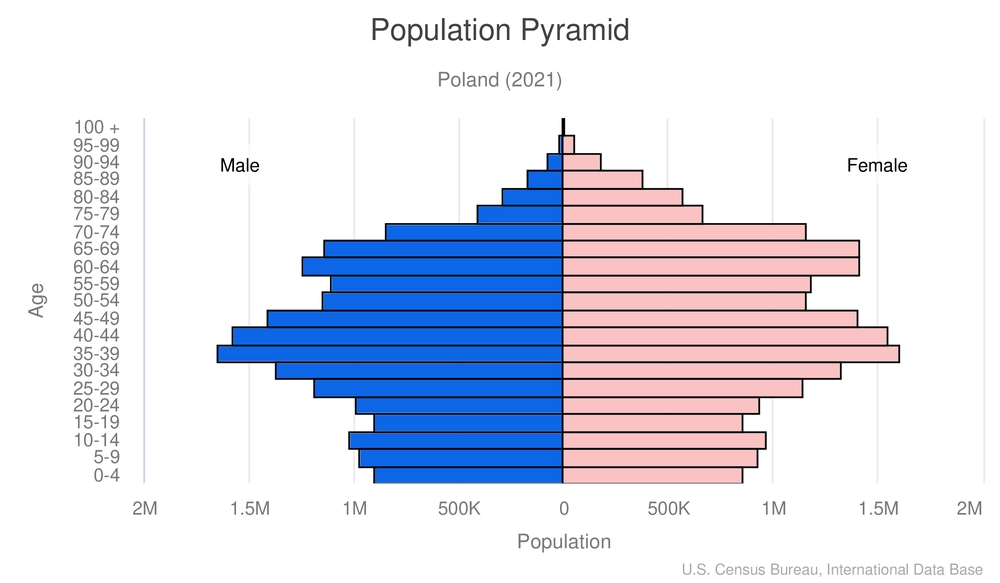 Population Pyramid
Poland (2021)
100 +
95-99
90-94
85-89
80-84
75-79
70-74
65-69
60-64
55-59
50-54
45-49
40-44
35-39
30-34
25-29
20-24
15-19
10-14
5-9
0-4
Male
Female
Age
2M 1.5M 1M 500K 0 500K 1M 1.5M 2M
Population
U.S. Census Bureau, International Data Base